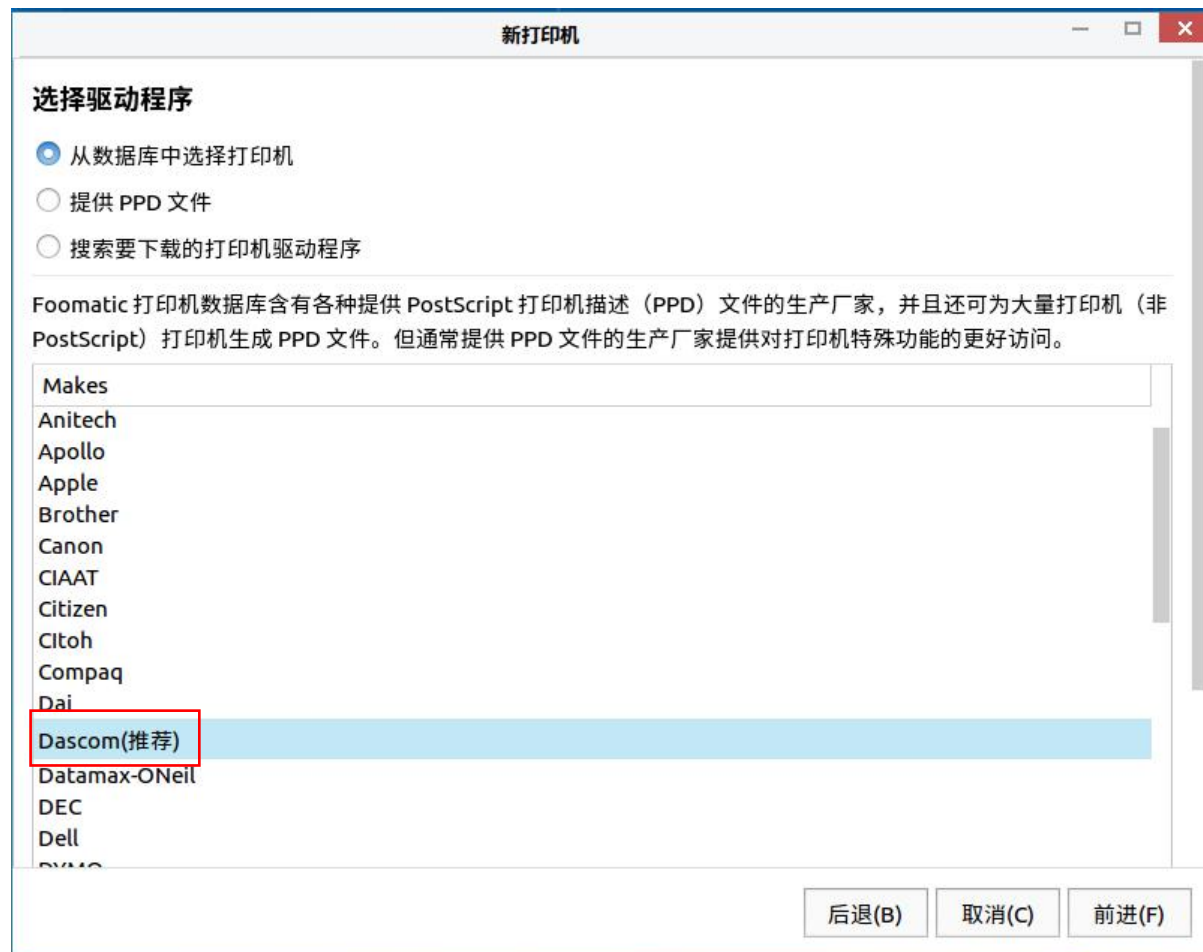 新打印机
选择驱动程序
从数据库中选择打印机
提供 PPD 文件
搜索要下载的打印机驱动程序
Foomatic 打印机数据库含有各种提供 PostScript 打印机描述（PPD）文件的生产厂家，并且还可为大量打印机（非
PostScript）打印机生成 PPD 文件。但通常提供 PPD 文件的生产厂家提供对打印机特殊功能的更好访问。
Makes
Anitech
Apollo
Apple
Brother
Canon
CIAAT
Citizen
CItoh
Compaq
Dai
Dascom(推荐)
Datamax-ONeil
DEC
Dell
DYMO
后退(B)
取消(C)
前进(F)